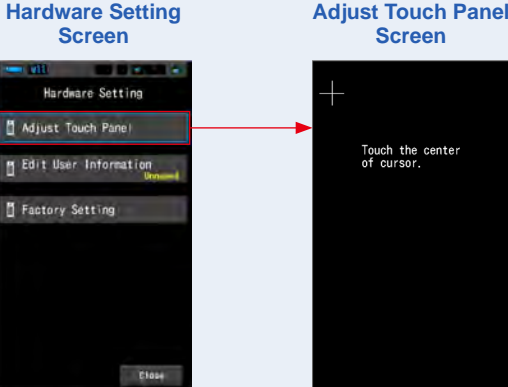 Hardware Setting
Screen
Adjust Touch Panel
Screen
Hardware Setting
Adjust Touch Panel
Edit User Information
Unnamed
Factory Setting
Close
Touch the center
of cursor.